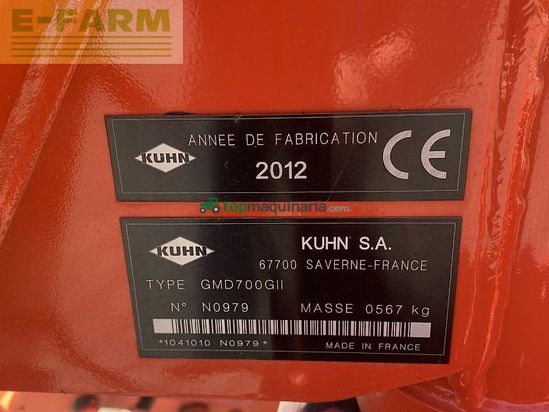 E-FARM
KUHN
ANNEE DE FABRICATION
2012
CE
topmaquinaria.com
KUHN
KUHN S.A.
67700 SAVERNE-FRANCE
TYPE GMD700GII
N° N0979 MASSE 0567 kg
*1041010 N0979*
MADE IN FRANCE